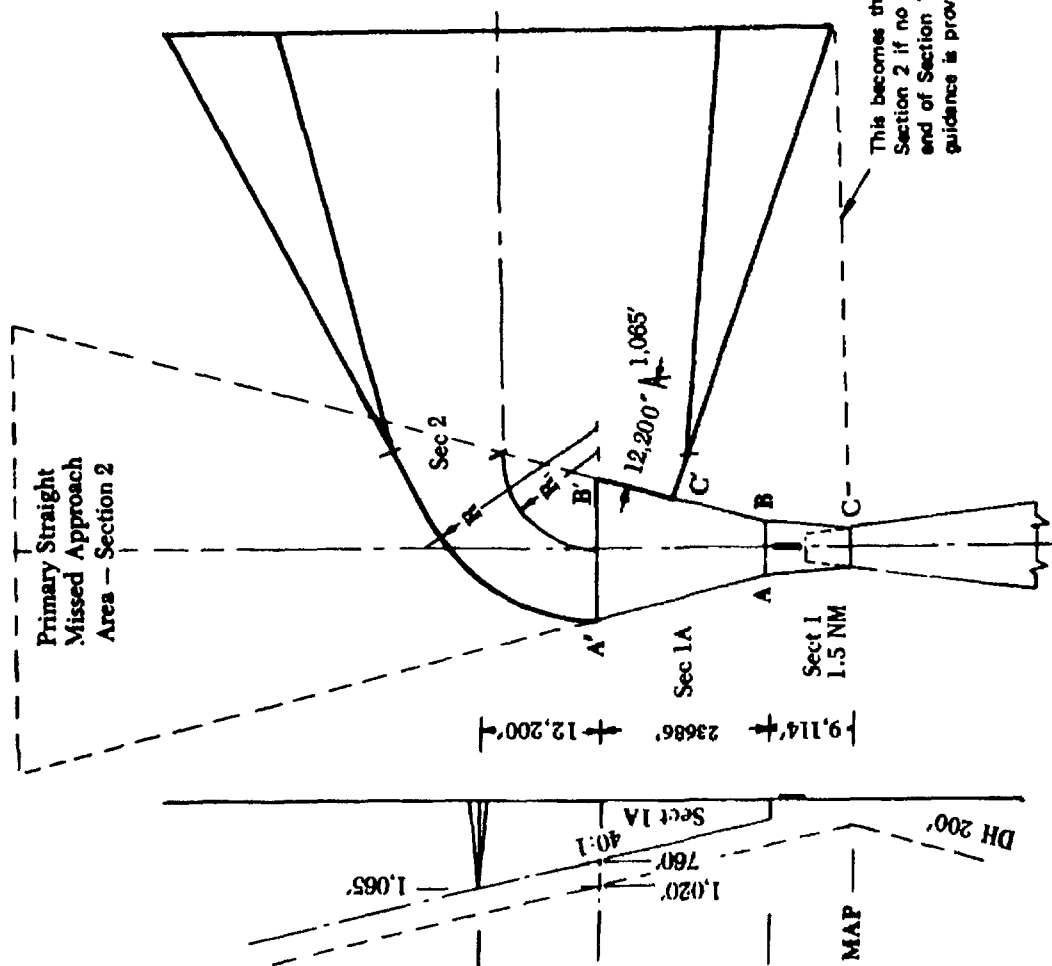 Primary Straight
Missed Approach
Area — Section 2
Sec 2
R
R
B'
12,200' A 1,065'
C'
A'
B
A
C
Sec 1A
Sect 1
1.5 NM
12,200'
23686'
9,114'
This becomes
Section 2 if no
end of Section
guidance is
1,065'
40:1
Sect 1A
760'
1,020'
MAP
DH 200'